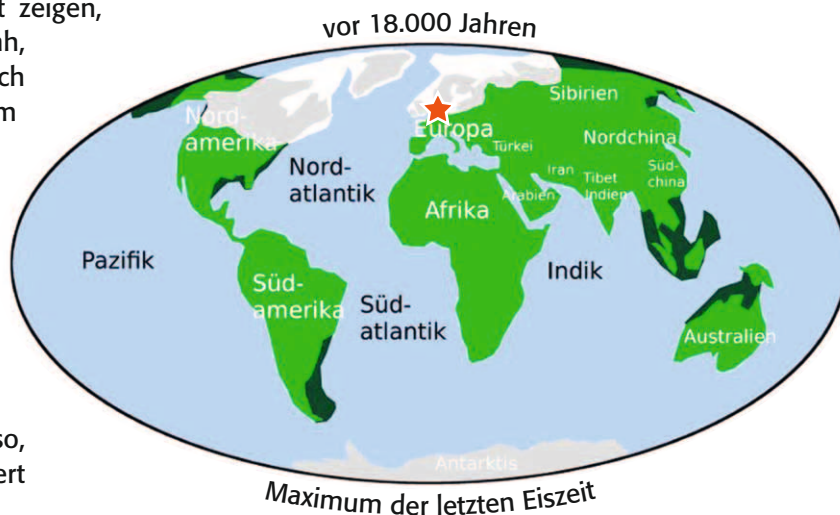 t zeigen,
ch
m
vor 18.000 Jahren
Nord-
amerika
Europa
Sibirien
Türkei
Nordchina
Nord-
atlantik
Iran
Tibet
Süd-
china
Arabien
Indien
Afrika
Pazifik
Indik
Süd-
amerika
Süd-
atlantik
Australien
so,
ert
Antarktis
Maximum der letzten Eiszeit